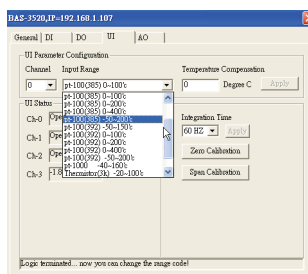 BAS-3520,IP=192.168.1.107
General DI DO UI AO
UI Parameter Configuration
Channel Input Range Temperature Compensation
0 pt-100(385) 0~100℃ 0 Degree C Apply
pt-100(385) 0~100℃
pt-100(385) 0~200℃
pt-100(385) 0~400℃
pt-100(385) -50~200℃
pt-100(392) -50~150℃
pt-100(392) 0~100℃
pt-100(392) 0~200℃
pt-100(392) 0~400℃
pt-100(392) -50~200℃
pt-1000 -40~160℃
Thermistor(3k) -20~100℃
UI Status
Ch-0 Ope
Ch-1 Ope
Ch-2 Ope
Ch-3 -1.8
Integration Time
60 HZ Apply
Zero Calibration
Span Calibration
Logic terminated... now you can change the range code!